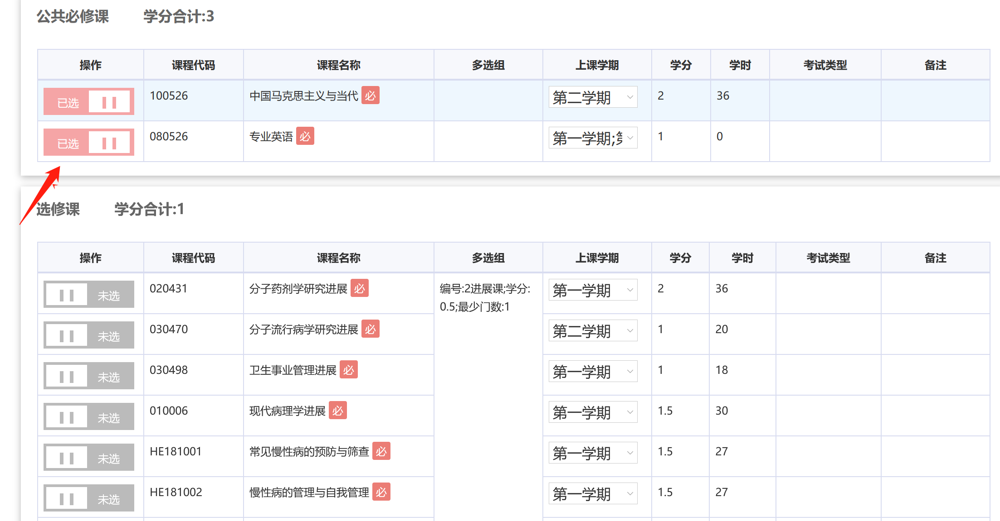 公共必修课 学分合计:3
操作 课程代码 课程名称 多选组 上课学期 学分 学时 考试类型 备注
已选 100526 中国马克思主义与当代 必 第二学期 2 36
已选 080526 专业英语 必 第一学期; 1 0
选修课 学分合计:1
操作 课程代码 课程名称 多选组 上课学期 学分 学时 考试类型 备注
未选 020431 分子药剂学研究进展 必 编号:2进展课;学分: 第一学期 2 36
0.5;最少门数:1
未选 030470 分子流行病学研究进展 必 第二学期 1 20
未选 030498 卫生事业管理进展 必 第一学期 1 18
未选 010006 现代病理学进展 必 第一学期 1.5 30
未选 HE181001 常见慢性病的预防与筛查 必 第一学期 1.5 27
未选 HE181002 慢性病的管理与自我管理 必 第一学期 1.5 27